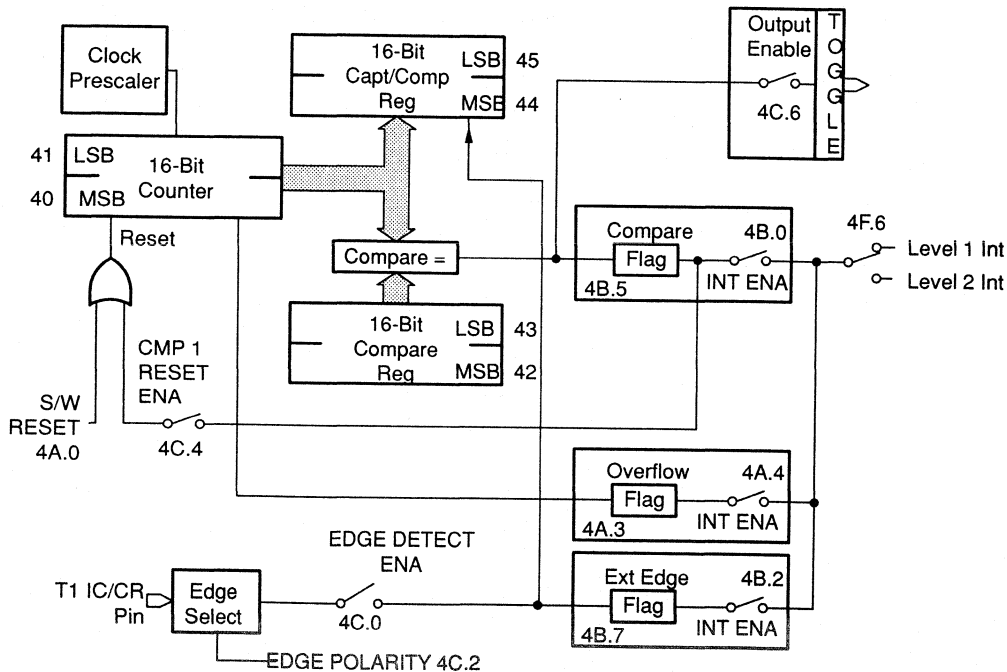 Clock
Prescaler
16-Bit
Capt/Comp
Reg
LSB
45
MSB
44
Output
Enable
4C.6
TOGGLE
41
LSB
40
MSB
16-Bit
Counter
Reset
Compare =
Compare
Flag
4B.5
4B.0
INT ENA
4F.6
Level 1 Int
Level 2 Int
16-Bit
Compare
Reg
LSB
43
MSB
42
CMP 1
RESET
ENA
4C.4
S/W
RESET
4A.0
Overflow
Flag
4A.3
4A.4
INT ENA
EDGE DETECT
ENA
4C.0
T1 IC/CR
Pin
Edge
Select
EDGE POLARITY 4C.2
Ext Edge
Flag
4B.7
4B.2
INT ENA